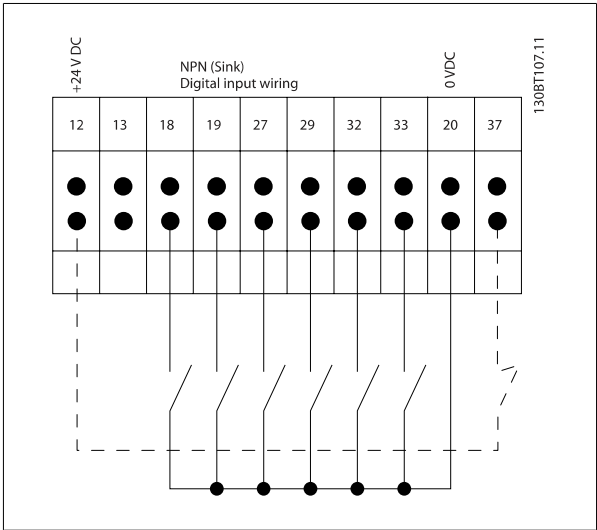 +24 V DC
NPN (Sink)
Digital input wiring
0 VDC
130BT107.11
12 13 18 19 27 29 32 33 20 37